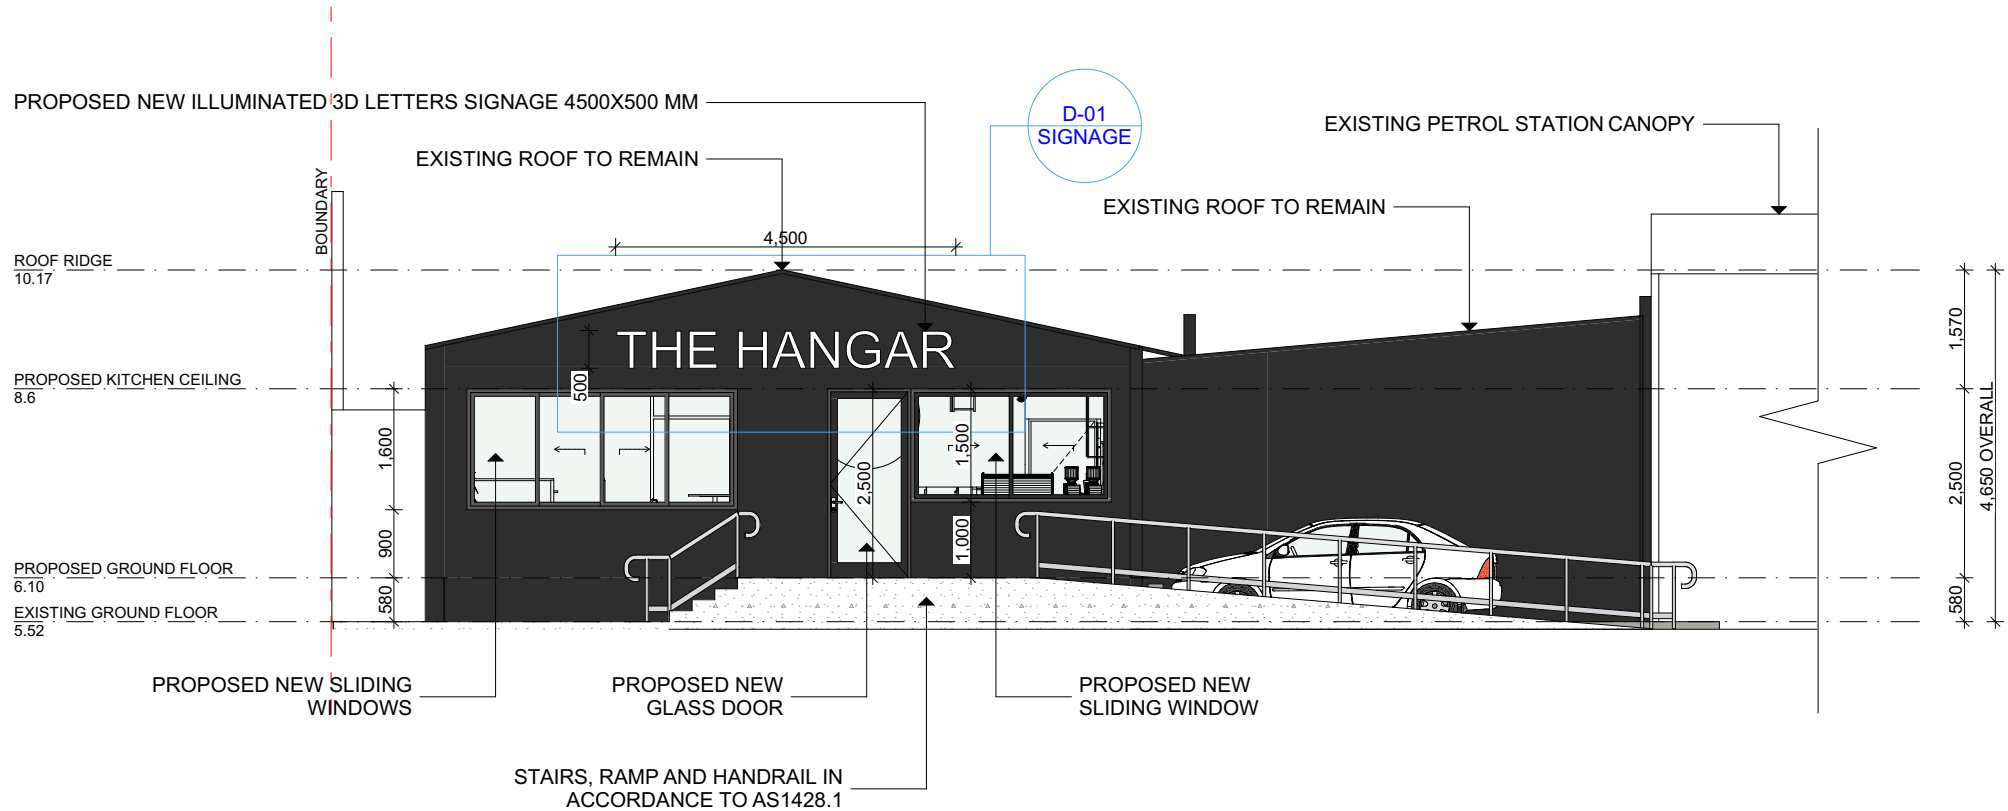 PROPOSED NEW ILLUMINATED 3D LETTERS SIGNAGE 4500X500 MM
D-01
SIGNAGE
EXISTING PETROL STATION CANOPY
EXISTING ROOF TO REMAIN
BOUNDARY
EXISTING ROOF TO REMAIN
4,500
ROOF RIDGE
10.17
THE HANGAR
500
1,570
PROPOSED KITCHEN CEILING
8.6
1,600
2,500
1,500
2,500
4,650 OVERALL
900
1,000
PROPOSED GROUND FLOOR
6.10
580
580
EXISTING GROUND FLOOR
5.52
PROPOSED NEW SLIDING
WINDOWS
PROPOSED NEW
GLASS DOOR
PROPOSED NEW
SLIDING WINDOW
STAIRS, RAMP AND HANDRAIL IN
ACCORDANCE TO AS1428.1